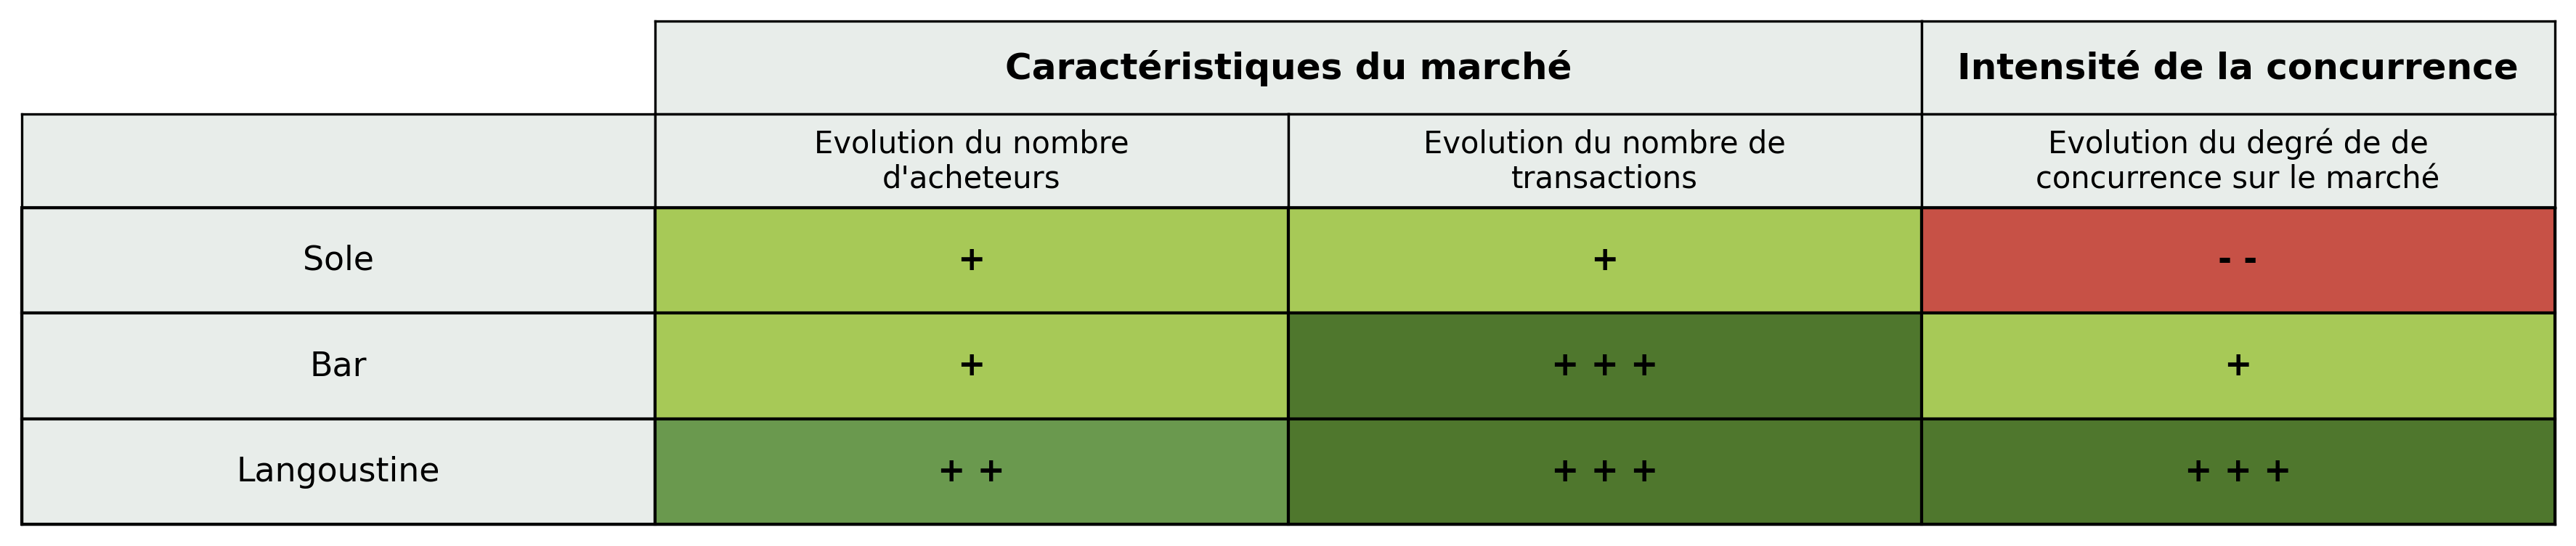 Caractéristiques du marché
Intensité de la concurrence
Evolution du nombre
d'acheteurs
Evolution du nombre de
transactions
Evolution du degré de de
concurrence sur le marché
Sole
+
+
- -
Bar
+
+ + +
+
Langoustine
+ +
+ + +
+ + +